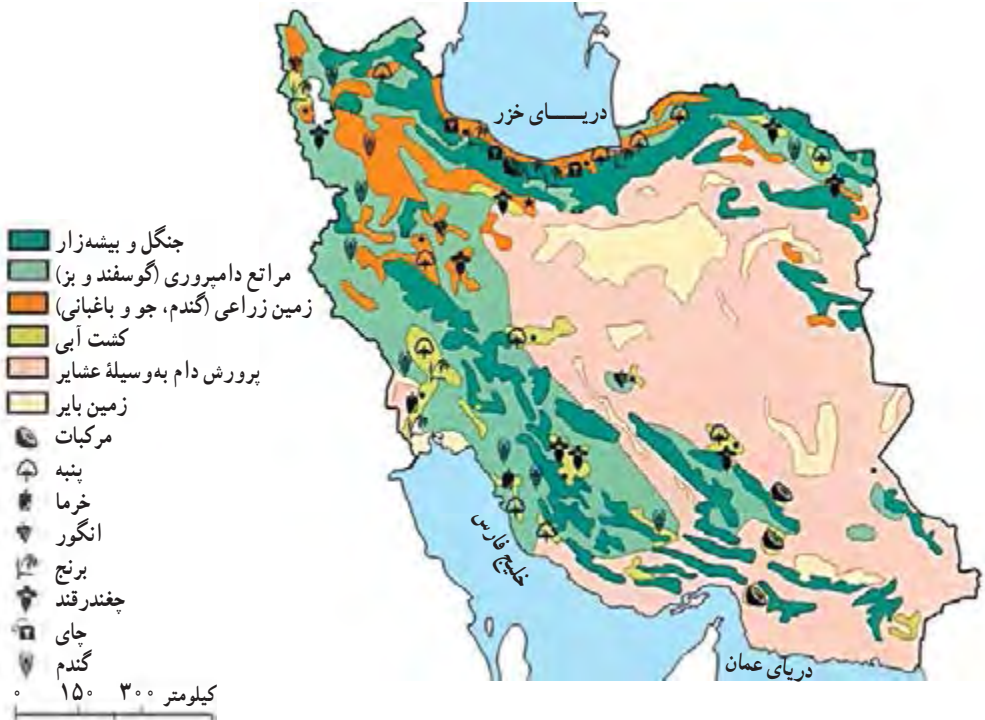 دریــــای خزر
جنگل و بیشه‌زار
مراتع دامپروری (گوسفند و بز)
زمین زراعی (گندم، جو و باغبانی)
کشت آبی
پرورش دام به‌وسیلهٔ عشایر
زمین بایر
مرکبات
پنبه
خرما
انگور
برنج
چغندرقند
چای
گندم
۰ ۱۵۰ ۳۰۰ کیلومتر
خلیج فارس
دریای عمان